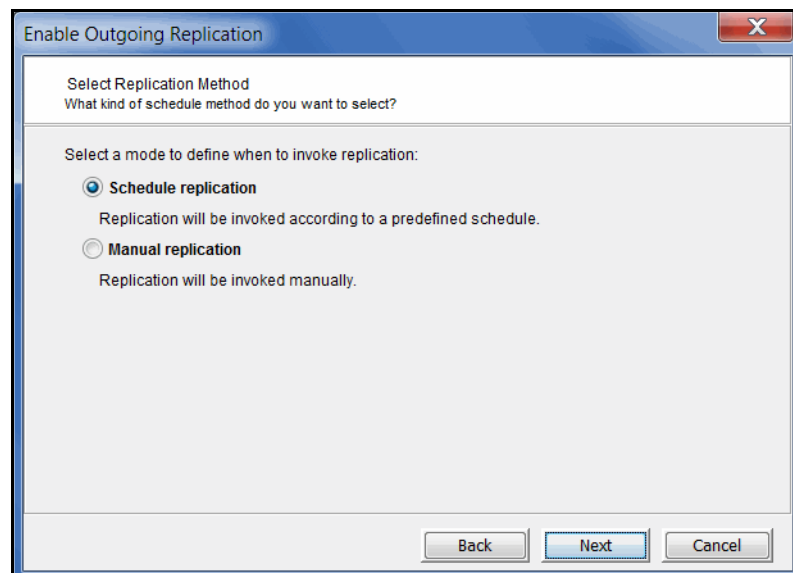 Enable Outgoing Replication
X
Select Replication Method
What kind of schedule method do you want to select?
Select a mode to define when to invoke replication:
Schedule replication
Replication will be invoked according to a predefined schedule.
Manual replication
Replication will be invoked manually.
Back Next Cancel